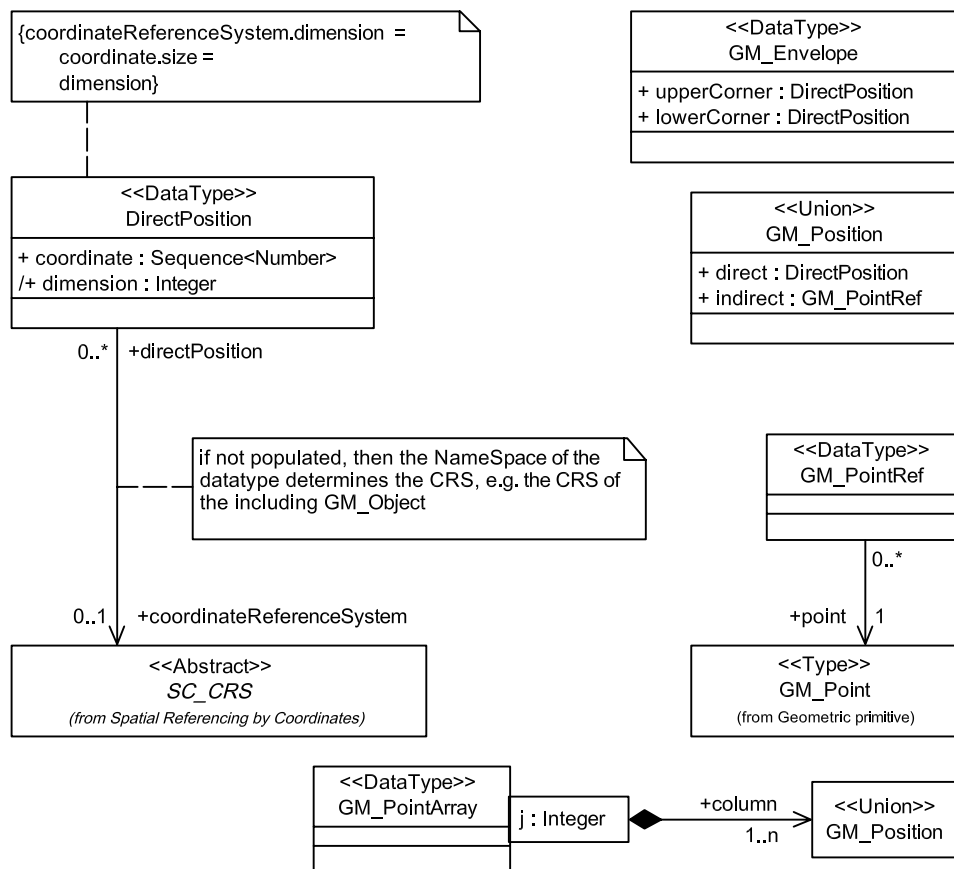 {coordinateReferenceSystem.dimension =
coordinate.size =
dimension}
<<DataType>>
GM_Envelope
+ upperCorner : DirectPosition
+ lowerCorner : DirectPosition
<<DataType>>
DirectPosition
+ coordinate : Sequence<Number>
/+ dimension : Integer
<<Union>>
GM_Position
+ direct : DirectPosition
+ indirect : GM_PointRef
0..* +directPosition
if not populated, then the NameSpace of the
datatype determines the CRS, e.g. the CRS of
the including GM_Object
<<DataType>>
GM_PointRef
0..*
0..1 +coordinateReferenceSystem
+point 1
<<Abstract>>
SC_CRS
(from Spatial Referencing by Coordinates)
<<Type>>
GM_Point
(from Geometric primitive)
<<DataType>>
GM_PointArray
j : Integer
+column
1..n
<<Union>>
GM_Position